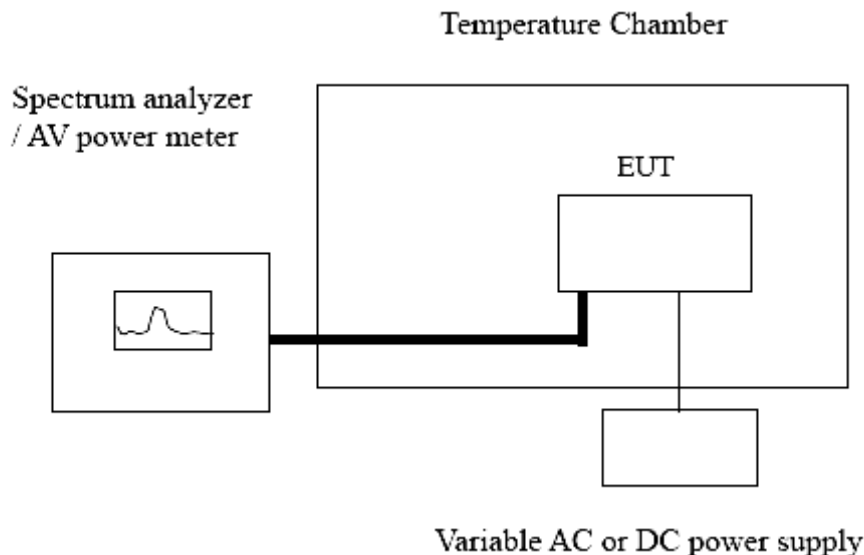 Temperature Chamber
Spectrum analyzer
/ AV power meter
EUT
Variable AC or DC power supply